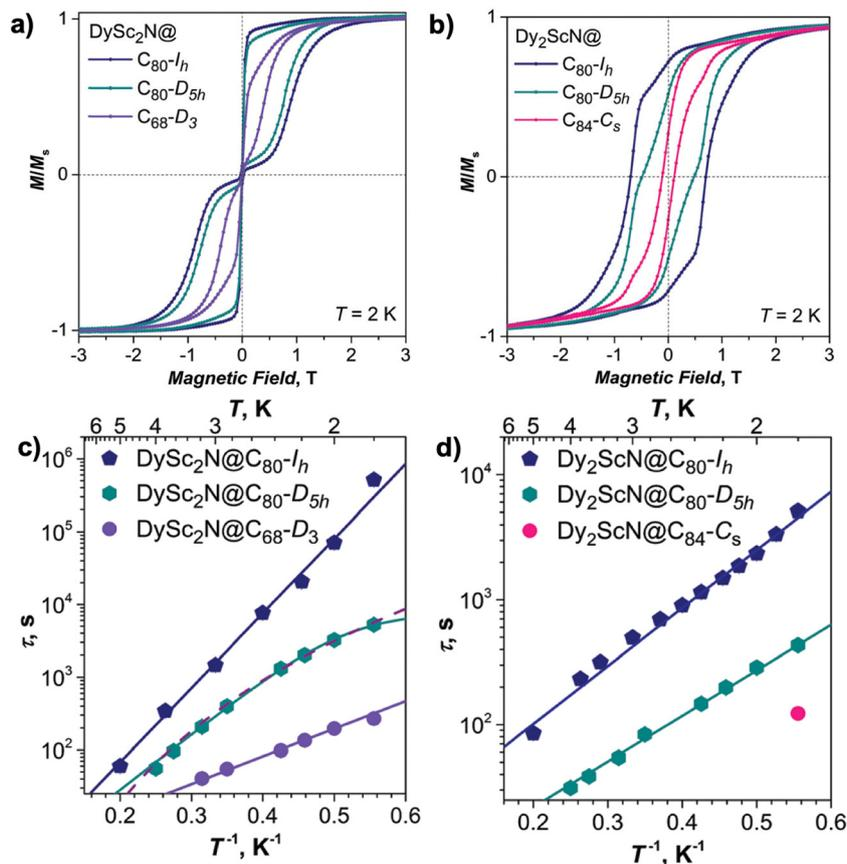 a)
DySc₂N@
C₈₀-Iₕ
C₈₀-D₅ₕ
C₆₈-D₃
1
0
-1
M/Mₛ
T = 2 K
-3 -2 -1 0 1 2 3
Magnetic Field, T
b)
Dy₂ScN@
C₈₀-Iₕ
C₈₀-D₅ₕ
C₈₄-Cₛ
1
0
-1
M/Mₛ
T = 2 K
-3 -2 -1 0 1 2 3
Magnetic Field, T
c)
T, K
6 5 4 3 2
DySc₂N@C₈₀-Iₕ
DySc₂N@C₈₀-D₅ₕ
DySc₂N@C₆₈-D₃
10⁶
10⁵
10⁴
10³
10²
τ, s
0.2 0.3 0.4 0.5 0.6
T⁻¹, K⁻¹
d)
T, K
6 5 4 3 2
Dy₂ScN@C₈₀-Iₕ
Dy₂ScN@C₈₀-D₅ₕ
Dy₂ScN@C₈₄-Cₛ
10⁴
10³
10²
τ, s
0.2 0.3 0.4 0.5 0.6
T⁻¹, K⁻¹